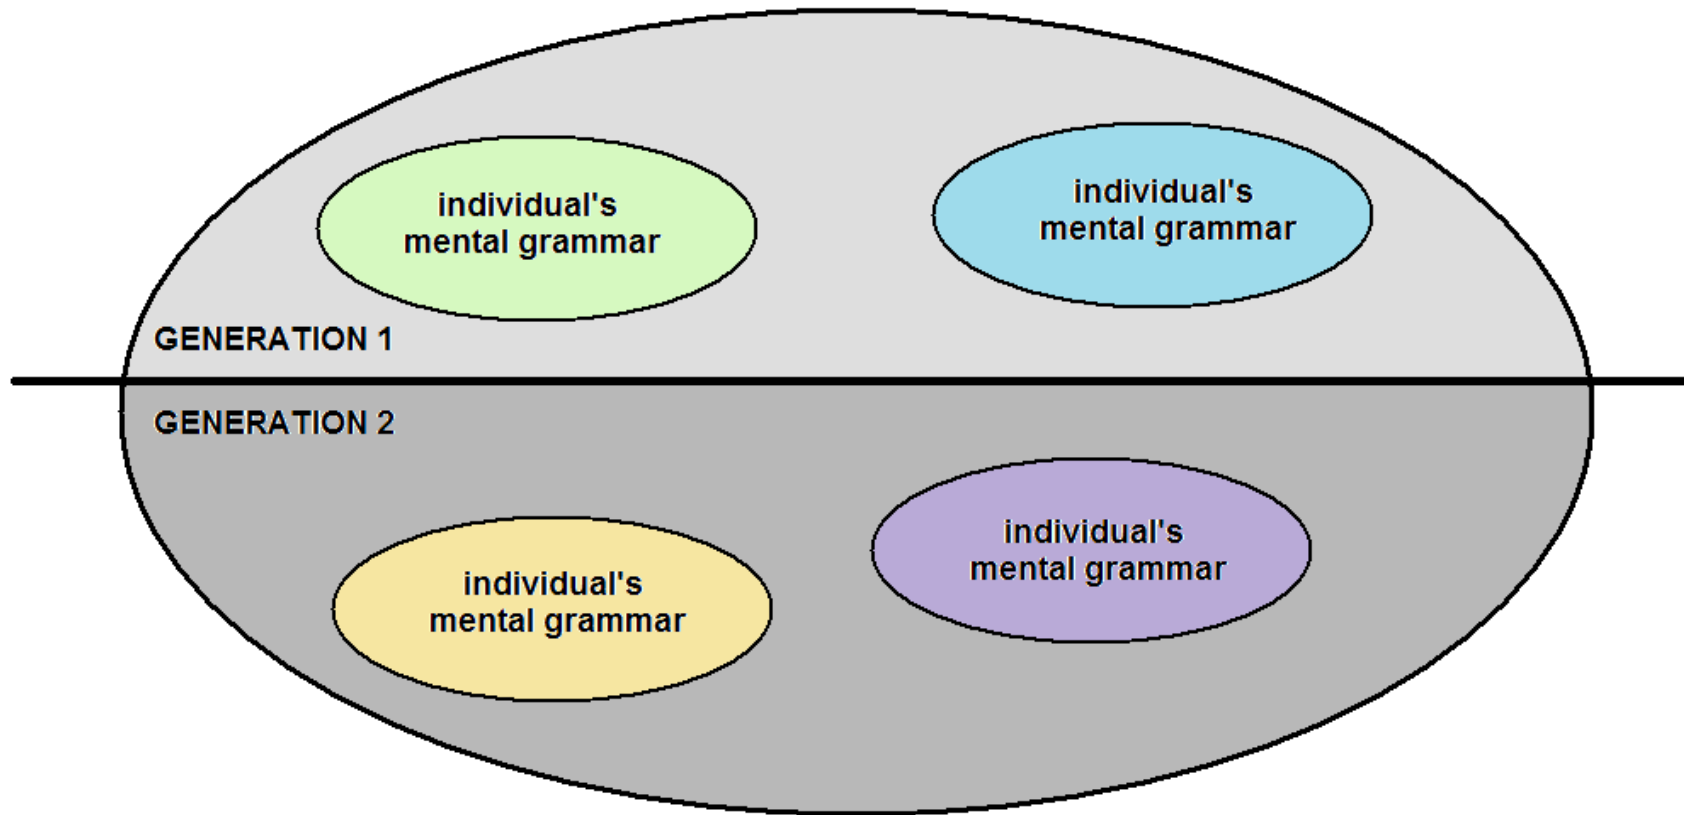 individual's
mental grammar
individual's
mental grammar
GENERATION 1
GENERATION 2
individual's
mental grammar
individual's
mental grammar